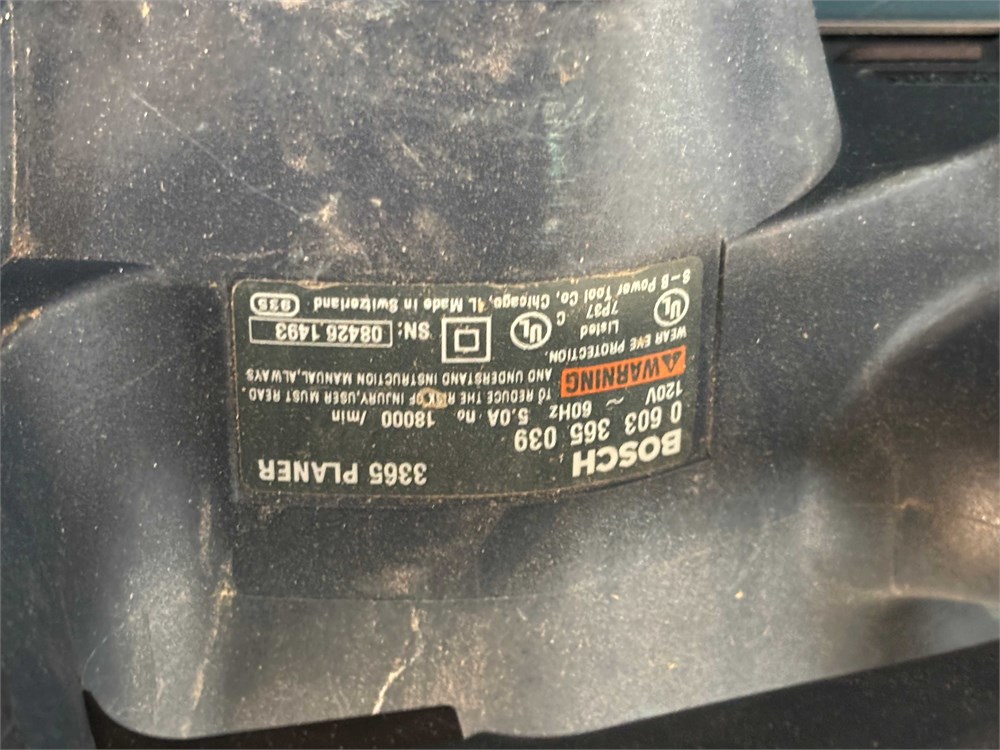 BOSCH 3365 PLANER
0 603 365 039
120V ~ 60Hz 5.0A no 18000 /min
WARNING TO REDUCE THE RISK OF INJURY,USER MUST READ
AND UNDERSTAND INSTRUCTION MANUAL,ALWAYS
WEAR EYE PROTECTION.
UL Listed 7P37 C UL SN: 08426 1493
S-B Power Tool Co, Chicago, IL Made in Switzerland 935